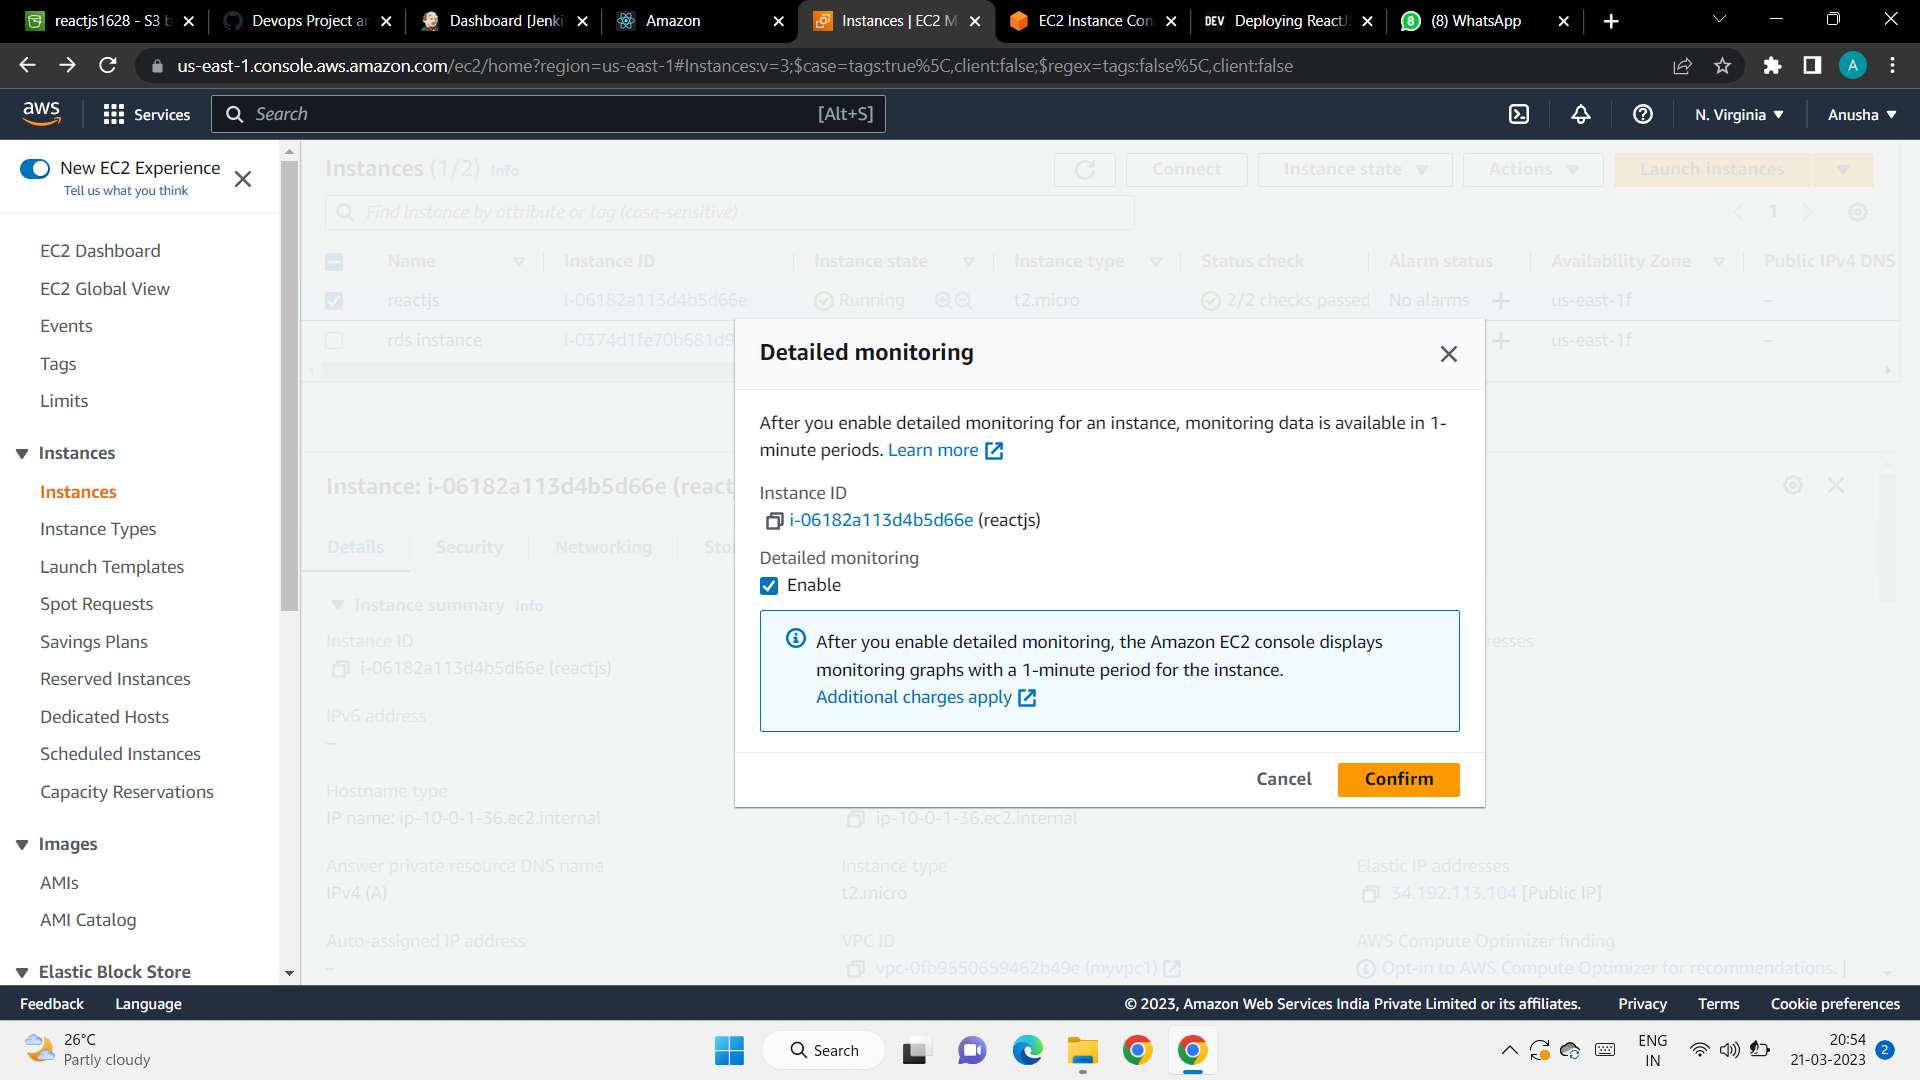 reactjs1628 - S3 b
Devops Project an
Dashboard [Jenki
Amazon
Instances | EC2 M
EC2 Instance Con
DEV Deploying ReactJS
(8) WhatsApp
us-east-1.console.aws.amazon.com/ec2/home?region=us-east-1#Instances:v=3;$case=tags:true%5C,client:false;$regex=tags:false%5C,client:false
A
aws
Services
Search
[Alt+S]
N. Virginia
Anusha
New EC2 Experience
Tell us what you think
EC2 Dashboard
EC2 Global View
Events
Tags
Limits
Instances
Instances
Instance Types
Launch Templates
Spot Requests
Savings Plans
Reserved Instances
Dedicated Hosts
Scheduled Instances
Capacity Reservations
Images
AMIs
AMI Catalog
Elastic Block Store
Instances (1/2) Info
Connect
Instance state
Actions
Launch instances
Find instance by attribute or tag (case-sensitive)
1
Name Instance ID Instance state Instance type Status check Alarm status Availability Zone Public IPv4 DNS
reactjs i-06182a113d4b5d66e Running t2.micro 2/2 checks passed No alarms + us-east-1f –
rds instance i-0374d1fe70b681d9 + us-east-1f –
Detailed monitoring
After you enable detailed monitoring for an instance, monitoring data is available in 1-
minute periods. Learn more
Instance ID
i-06182a113d4b5d66e (reactjs)
Detailed monitoring
Enable
After you enable detailed monitoring, the Amazon EC2 console displays
monitoring graphs with a 1-minute period for the instance.
Additional charges apply
Cancel
Confirm
Instance: i-06182a113d4b5d66e (react
Details
Security
Networking
Sto
Instance summary Info
Instance ID
i-06182a113d4b5d66e (reactjs)
resses
IPv6 address
–
Hostname type
IP name: ip-10-0-1-36.ec2.internal
ip-10-0-1-36.ec2.internal
Answer private resource DNS name
IPv4 (A)
Instance type
t2.micro
Elastic IP addresses
34.192.113.104 [Public IP]
Auto-assigned IP address
–
VPC ID
vpc-0fb9550659462b49e (myvpc1)
AWS Compute Optimizer finding
Opt-in to AWS Compute Optimizer for recommendations. |
Feedback
Language
© 2023, Amazon Web Services India Private Limited or its affiliates.
Privacy
Terms
Cookie preferences
26°C
Partly cloudy
Search
ENG
IN
20:54
21-03-2023
2